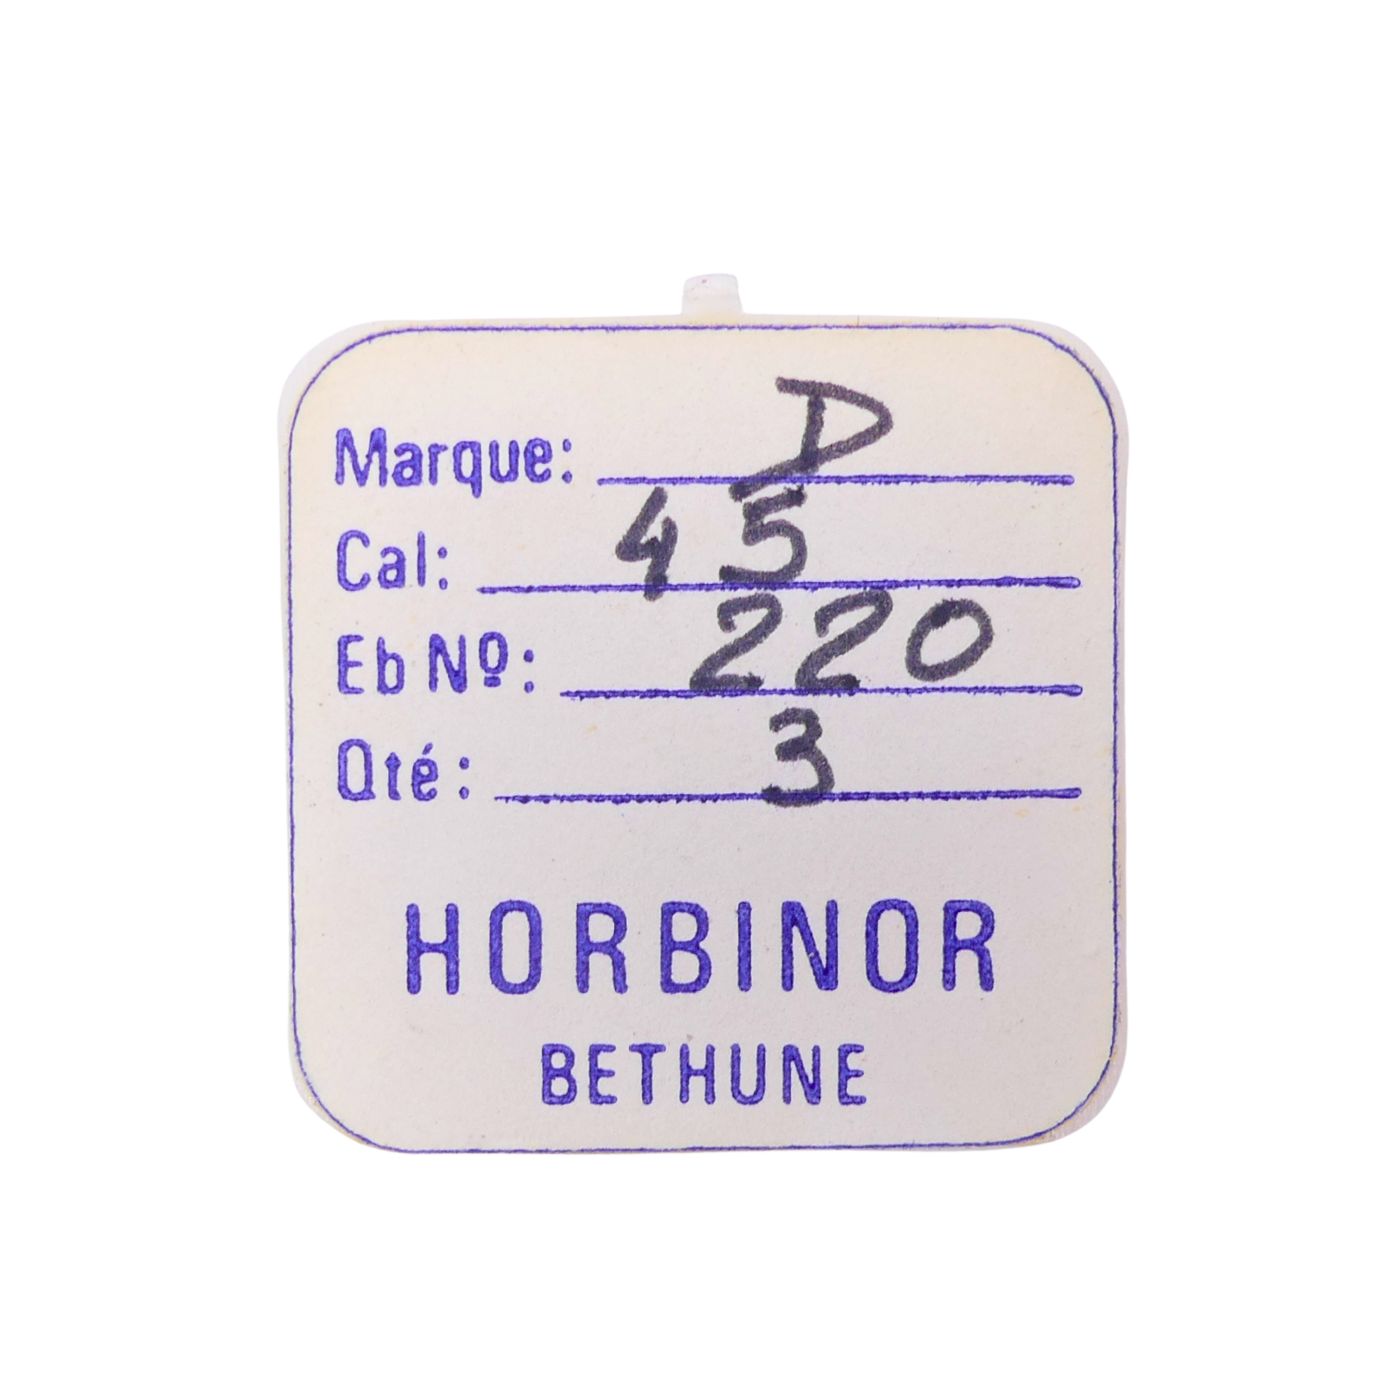 Marque: D
Cal: 45
Eb Nº: 220
Qté: 3
HORBINOR
BETHUNE